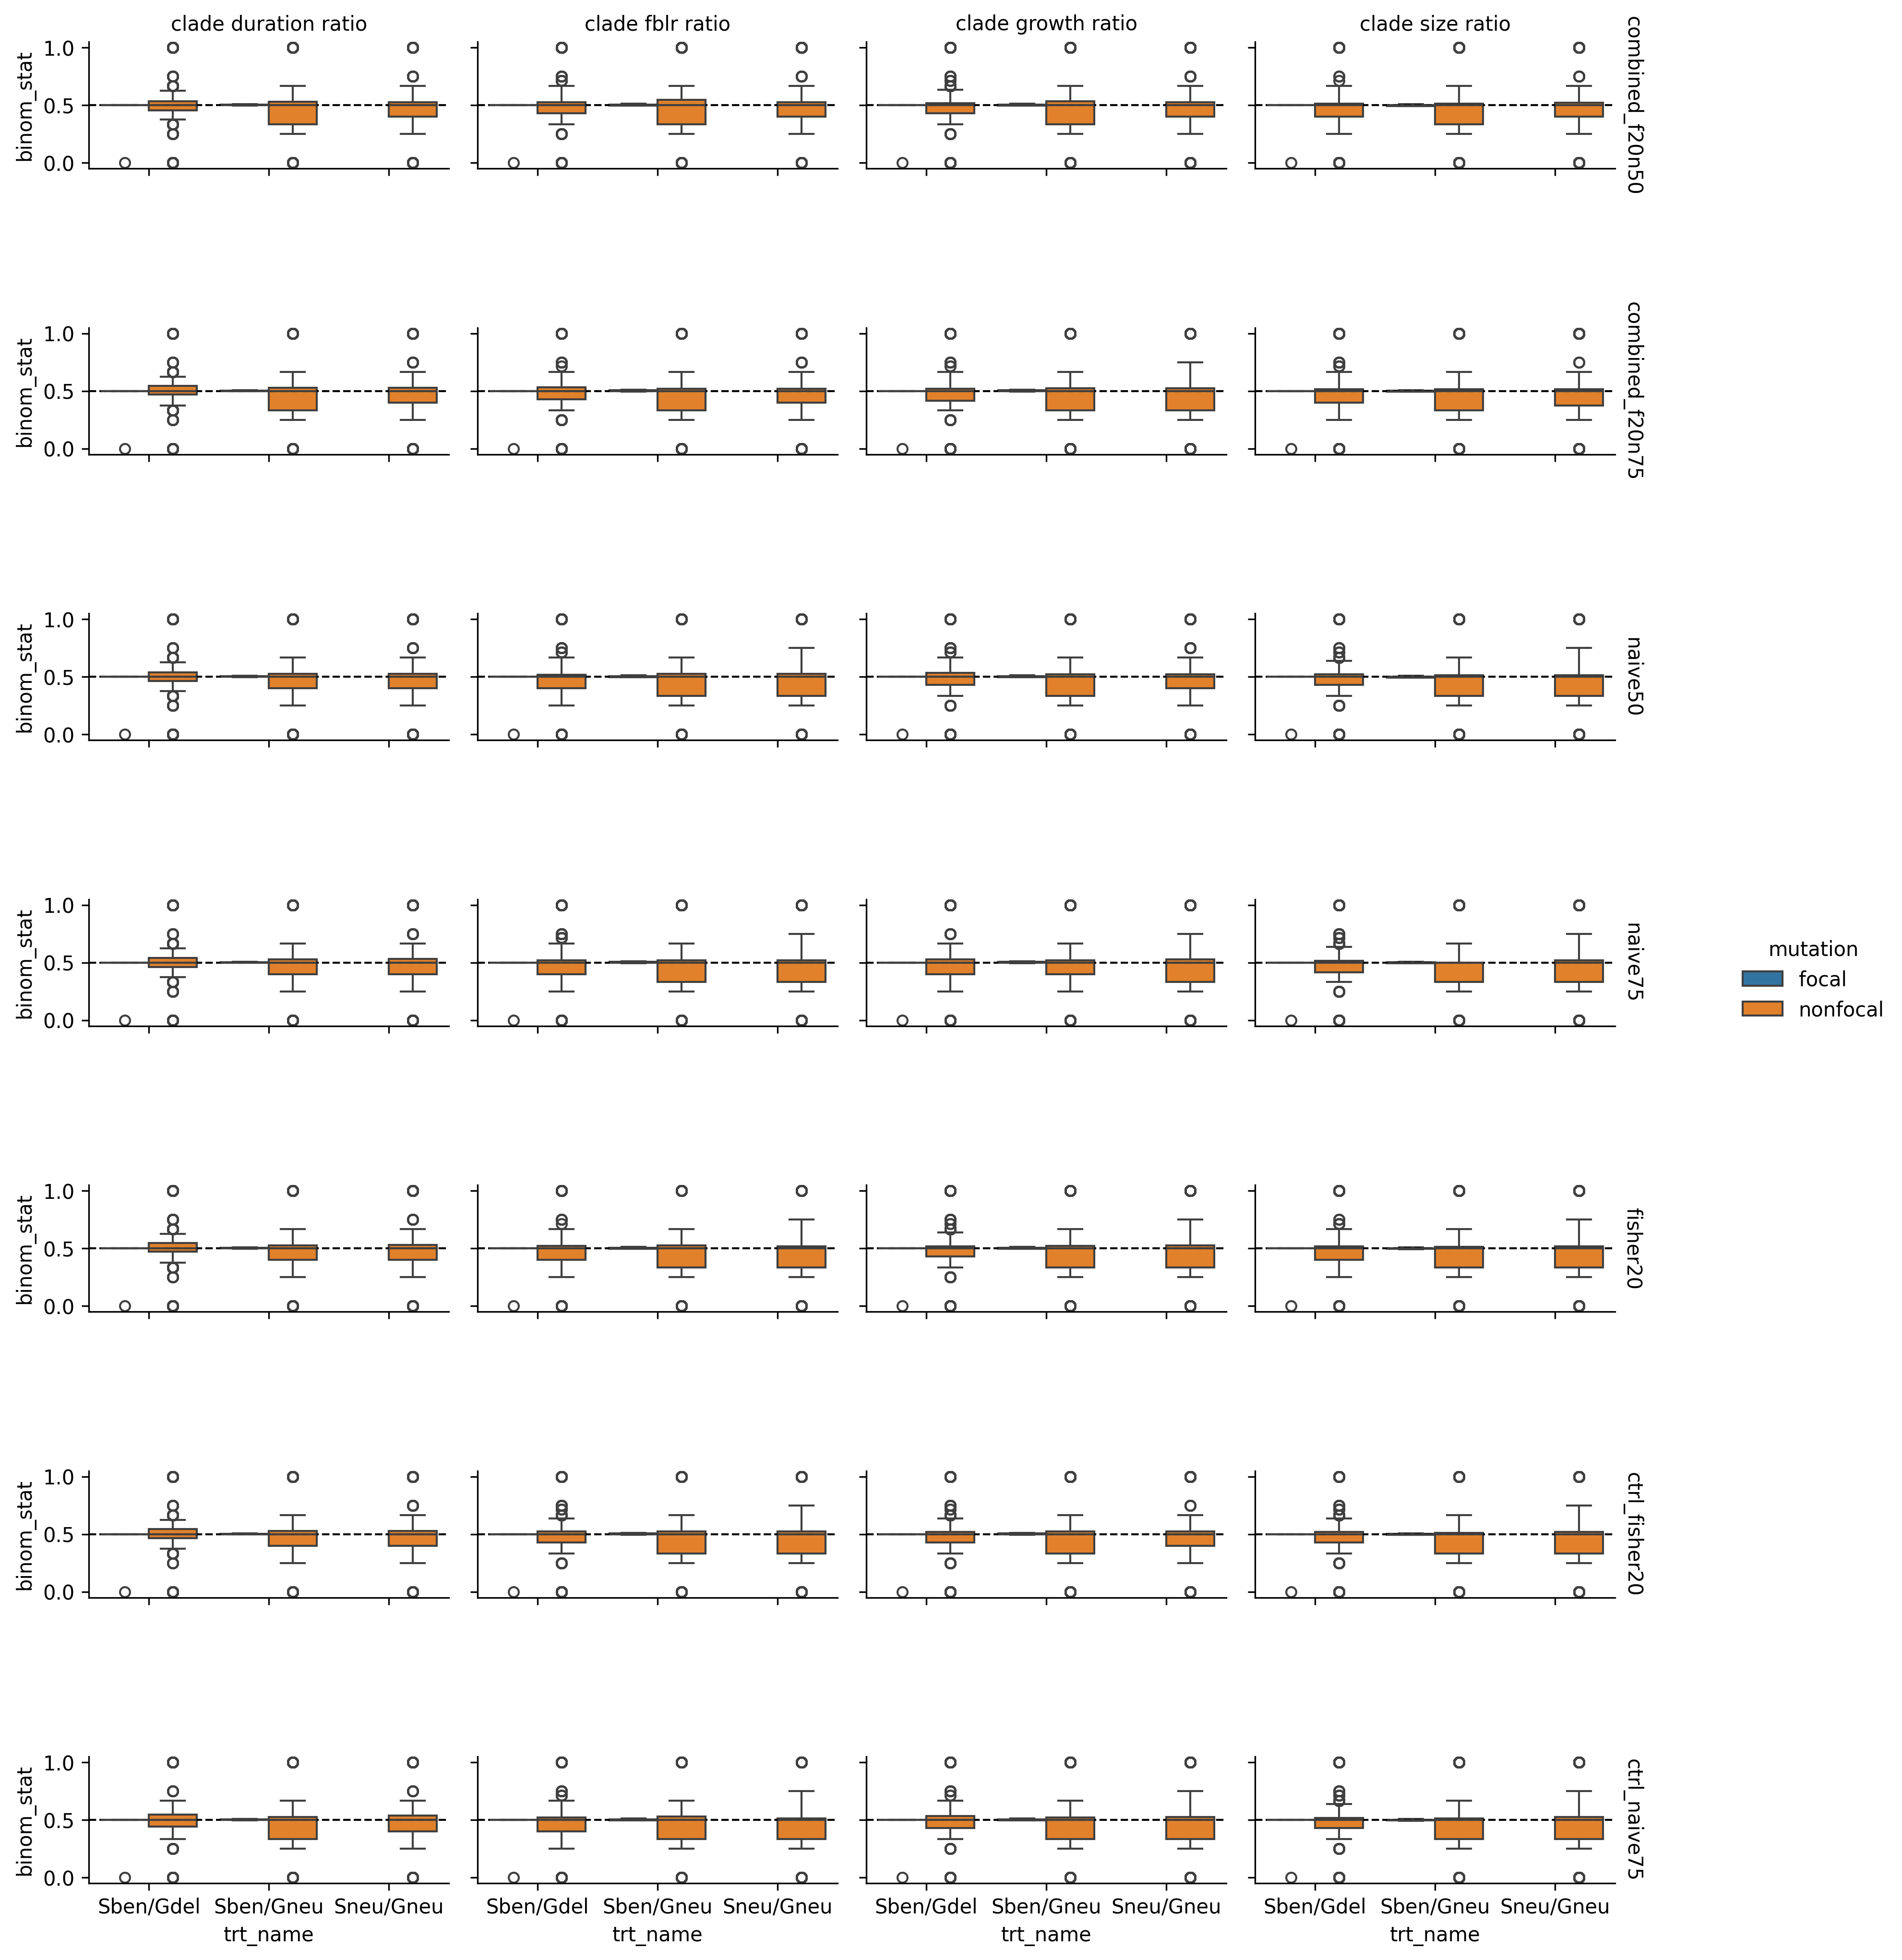 clade duration ratio
clade fblr ratio
clade growth ratio
clade size ratio
binom_stat
1.0
0.5
0.0
combined_f20n50
binom_stat
1.0
0.5
0.0
combined_f20n75
binom_stat
1.0
0.5
0.0
naive50
binom_stat
1.0
0.5
0.0
naive75
mutation
focal
nonfocal
binom_stat
1.0
0.5
0.0
fisher20
binom_stat
1.0
0.5
0.0
ctrl_fisher20
binom_stat
1.0
0.5
0.0
ctrl_naive75
Sben/Gdel Sben/Gneu Sneu/Gneu
trt_name
Sben/Gdel Sben/Gneu Sneu/Gneu
trt_name
Sben/Gdel Sben/Gneu Sneu/Gneu
trt_name
Sben/Gdel Sben/Gneu Sneu/Gneu
trt_name